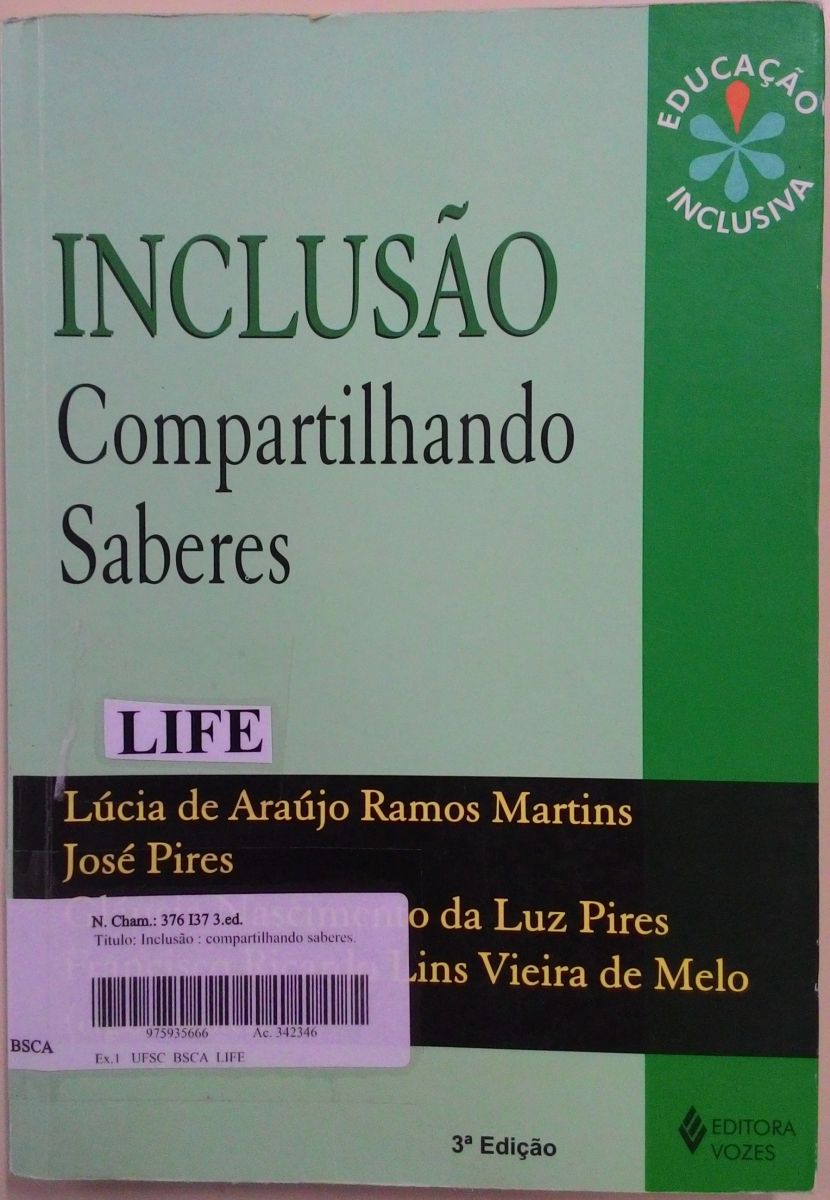 EDUCAÇÃO
INCLUSIVA
INCLUSÃO
Compartilhando
Saberes
LIFE
Lúcia de Araújo Ramos Martins
José Pires
Nascimento da Luz Pires
Lins Vieira de Melo
N. Cham.: 376 I37 3.ed.
Titulo: Inclusão : compartilhando saberes.
975935666 Ac. 342346
BSCA
Ex.1 UFSC BSCA LIFE
3ª Edição
EDITORA
VOZES